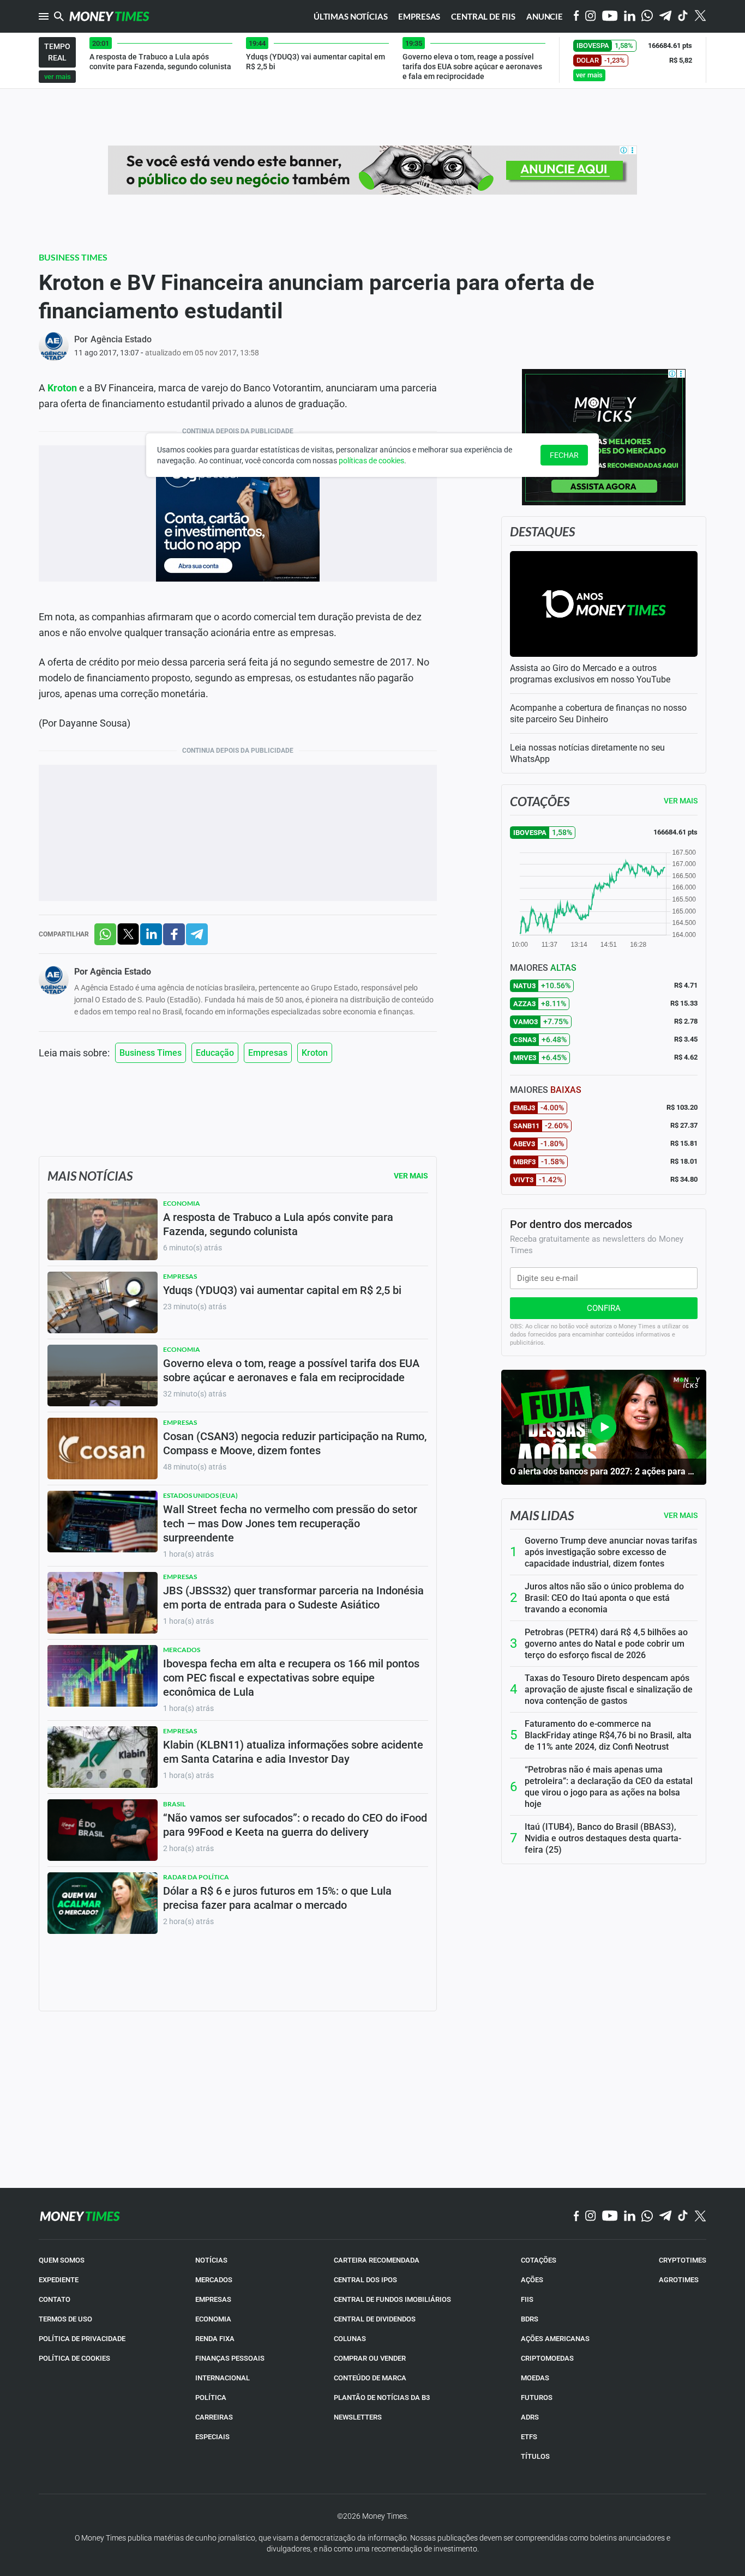 MONEY TIMES
ÚLTIMAS NOTÍCIAS
EMPRESAS
CENTRAL DE FIIS
ANUNCIE
TEMPO REAL
ver mais
20:01
A resposta de Trabuco a Lula após convite para Fazenda, segundo colunista
19:44
Yduqs (YDUQ3) vai aumentar capital em R$ 2,5 bi
19:35
Governo eleva o tom, reage a possível tarifa dos EUA sobre açúcar e aeronaves e fala em reciprocidade
IBOVESPA 1,58% 166684.61 pts
DOLAR -1,23% R$ 5,82
ver mais
Se você está vendo este banner,
o público do seu negócio também
ANUNCIE AQUI
BUSINESS TIMES
Kroton e BV Financeira anunciam parceria para oferta de
financiamento estudantil
AE
AGÊNCIA
ESTADO
Por Agência Estado
11 ago 2017, 13:07 - atualizado em 05 nov 2017, 13:58
A Kroton e a BV Financeira, marca de varejo do Banco Votorantim, anunciaram uma parceria
para oferta de financiamento estudantil privado a alunos de graduação.
CONTINUA DEPOIS DA PUBLICIDADE
Usamos cookies para guardar estatísticas de visitas, personalizar anúncios e melhorar sua experiência de
navegação. Ao continuar, você concorda com nossas políticas de cookies.
FECHAR
Conta, cartão
e investimentos,
tudo no app
Abra sua conta
MONEY
PICKS
MELHORES
DO MERCADO
RECOMENDADAS AQUI
ASSISTA AGORA
Em nota, as companhias afirmaram que o acordo comercial tem duração prevista de dez
anos e não envolve qualquer transação acionária entre as empresas.
A oferta de crédito por meio dessa parceria será feita já no segundo semestre de 2017. No
modelo de financiamento proposto, segundo as empresas, os estudantes não pagarão
juros, apenas uma correção monetária.
(Por Dayanne Sousa)
CONTINUA DEPOIS DA PUBLICIDADE
COMPARTILHAR
AE
AGÊNCIA
ESTADO
Por Agência Estado
A Agência Estado é uma agência de notícias brasileira, pertencente ao Grupo Estado, responsável pelo
jornal O Estado de S. Paulo (Estadão). Fundada há mais de 50 anos, é pioneira na distribuição de conteúdo
e dados em tempo real no Brasil, focando em informações especializadas sobre economia e finanças.
Leia mais sobre:
Business Times
Educação
Empresas
Kroton
DESTAQUES
10 ANOS
MONEY TIMES
Assista ao Giro do Mercado e a outros
programas exclusivos em nosso YouTube
Acompanhe a cobertura de finanças no nosso
site parceiro Seu Dinheiro
Leia nossas notícias diretamente no seu
WhatsApp
COTAÇÕES
VER MAIS
IBOVESPA 1,58% 166684.61 pts
167.500
167.000
166.500
166.000
165.500
165.000
164.500
164.000
10:00 11:37 13:14 14:51 16:28
MAIORES ALTAS
NATU3 +10.56% R$ 4.71
AZZA3 +8.11% R$ 15.33
VAMO3 +7.75% R$ 2.78
CSNA3 +6.48% R$ 3.45
MRVE3 +6.45% R$ 4.62
MAIORES BAIXAS
EMBJ3 -4.00% R$ 103.20
SANB11 -2.60% R$ 27.37
ABEV3 -1.80% R$ 15.81
MBRF3 -1.58% R$ 18.01
VIVT3 -1.42% R$ 34.80
Por dentro dos mercados
Receba gratuitamente as newsletters do Money
Times
Digite seu e-mail
CONFIRA
OBS: Ao clicar no botão você autoriza o Money Times a utilizar os
dados fornecidos para encaminhar conteúdos informativos e
publicitários.
FUJA
DESSAS
AÇÕES
O alerta dos bancos para 2027: 2 ações para ...
MAIS LIDAS
VER MAIS
1 Governo Trump deve anunciar novas tarifas
após investigação sobre excesso de
capacidade industrial, dizem fontes
2 Juros altos não são o único problema do
Brasil: CEO do Itaú aponta o que está
travando a economia
3 Petrobras (PETR4) dará R$ 4,5 bilhões ao
governo antes do Natal e pode cobrir um
terço do esforço fiscal de 2026
4 Taxas do Tesouro Direto despencam após
aprovação de ajuste fiscal e sinalização de
nova contenção de gastos
5 Faturamento do e-commerce na
BlackFriday atinge R$4,76 bi no Brasil, alta
de 11% ante 2024, diz Confi Neotrust
6 “Petrobras não é mais apenas uma
petroleira”: a declaração da CEO da estatal
que virou o jogo para as ações na bolsa
hoje
7 Itaú (ITUB4), Banco do Brasil (BBAS3),
Nvidia e outros destaques desta quarta-
feira (25)
MAIS NOTÍCIAS
VER MAIS
ECONOMIA
A resposta de Trabuco a Lula após convite para
Fazenda, segundo colunista
6 minuto(s) atrás
EMPRESAS
Yduqs (YDUQ3) vai aumentar capital em R$ 2,5 bi
23 minuto(s) atrás
ECONOMIA
Governo eleva o tom, reage a possível tarifa dos EUA
sobre açúcar e aeronaves e fala em reciprocidade
32 minuto(s) atrás
cosan
EMPRESAS
Cosan (CSAN3) negocia reduzir participação na Rumo,
Compass e Moove, dizem fontes
48 minuto(s) atrás
ESTADOS UNIDOS (EUA)
Wall Street fecha no vermelho com pressão do setor
tech — mas Dow Jones tem recuperação
surpreendente
1 hora(s) atrás
EMPRESAS
JBS (JBSS32) quer transformar parceria na Indonésia
em porta de entrada para o Sudeste Asiático
1 hora(s) atrás
MERCADOS
Ibovespa fecha em alta e recupera os 166 mil pontos
com PEC fiscal e expectativas sobre equipe
econômica de Lula
1 hora(s) atrás
Klabin
EMPRESAS
Klabin (KLBN11) atualiza informações sobre acidente
em Santa Catarina e adia Investor Day
1 hora(s) atrás
É DO
BRASIL
BRASIL
“Não vamos ser sufocados”: o recado do CEO do iFood
para 99Food e Keeta na guerra do delivery
2 hora(s) atrás
QUEM VAI
ACALMAR
O MERCADO?
RADAR DA POLÍTICA
Dólar a R$ 6 e juros futuros em 15%: o que Lula
precisa fazer para acalmar o mercado
2 hora(s) atrás
MONEY TIMES
QUEM SOMOS
EXPEDIENTE
CONTATO
TERMOS DE USO
POLÍTICA DE PRIVACIDADE
POLÍTICA DE COOKIES
NOTÍCIAS
MERCADOS
EMPRESAS
ECONOMIA
RENDA FIXA
FINANÇAS PESSOAIS
INTERNACIONAL
POLÍTICA
CARREIRAS
ESPECIAIS
CARTEIRA RECOMENDADA
CENTRAL DOS IPOS
CENTRAL DE FUNDOS IMOBILIÁRIOS
CENTRAL DE DIVIDENDOS
COLUNAS
COMPRAR OU VENDER
CONTEÚDO DE MARCA
PLANTÃO DE NOTÍCIAS DA B3
NEWSLETTERS
COTAÇÕES
AÇÕES
FIIS
BDRS
AÇÕES AMERICANAS
CRIPTOMOEDAS
MOEDAS
FUTUROS
ADRS
ETFS
TÍTULOS
CRYPTOTIMES
AGROTIMES
©2026 Money Times.
O Money Times publica matérias de cunho jornalístico, que visam a democratização da informação. Nossas publicações devem ser compreendidas como boletins anunciadores e
divulgadores, e não como uma recomendação de investimento.